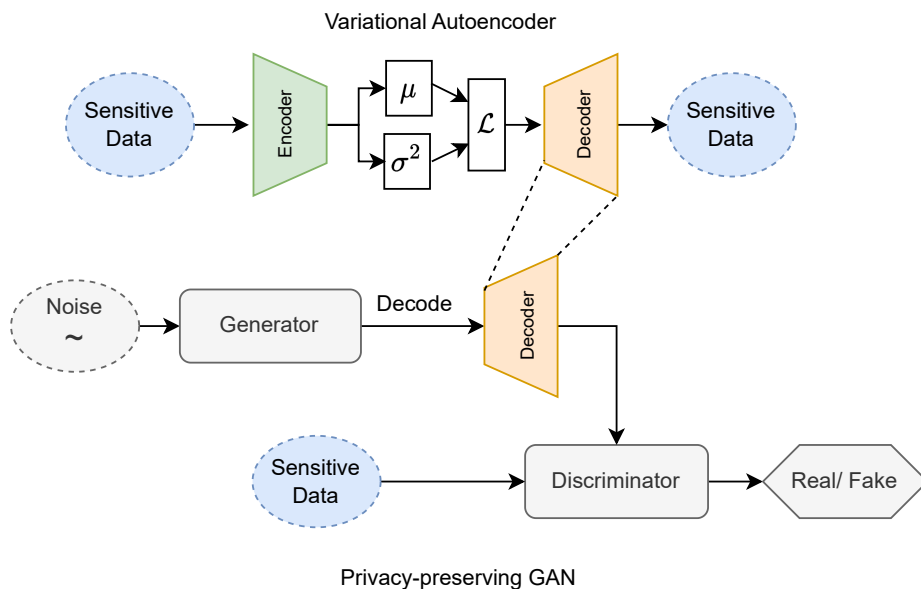 Variational Autoencoder
Sensitive
Data
Encoder
μ
σ²
ℒ
Decoder
Sensitive
Data
Noise
~
Generator
Decode
Decoder
Sensitive
Data
Discriminator
Real/ Fake
Privacy-preserving GAN